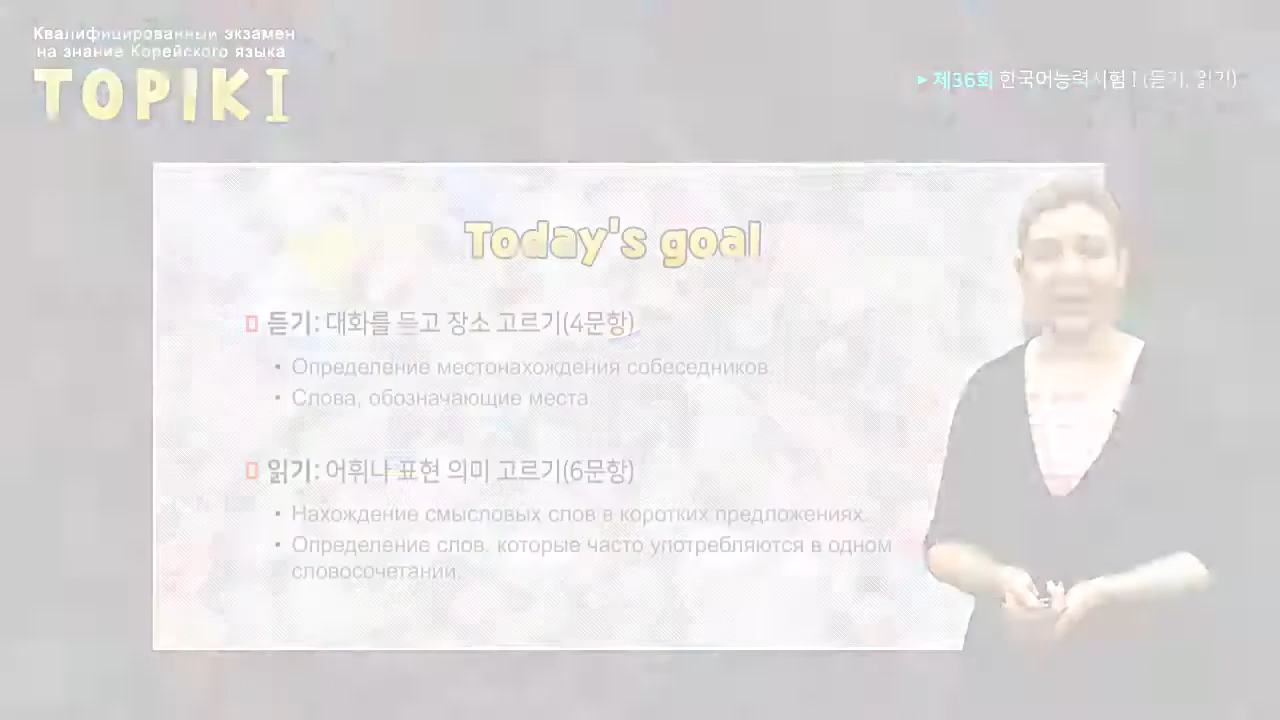 Квалифицированный экзамен
на знание Корейского языка
TOPIK I
▶ 제36회 한국어능력시험 I (듣기, 읽기)
Today's goal
듣기: 대화를 듣고 장소 고르기(4문항)
• Определение местонахождения собеседников.
• Слова, обозначающие места.
읽기: 어휘나 표현 의미 고르기(6문항)
• Нахождение смысловых слов в коротких предложениях.
• Определение слов, которые часто употребляются в одном
словосочетании.